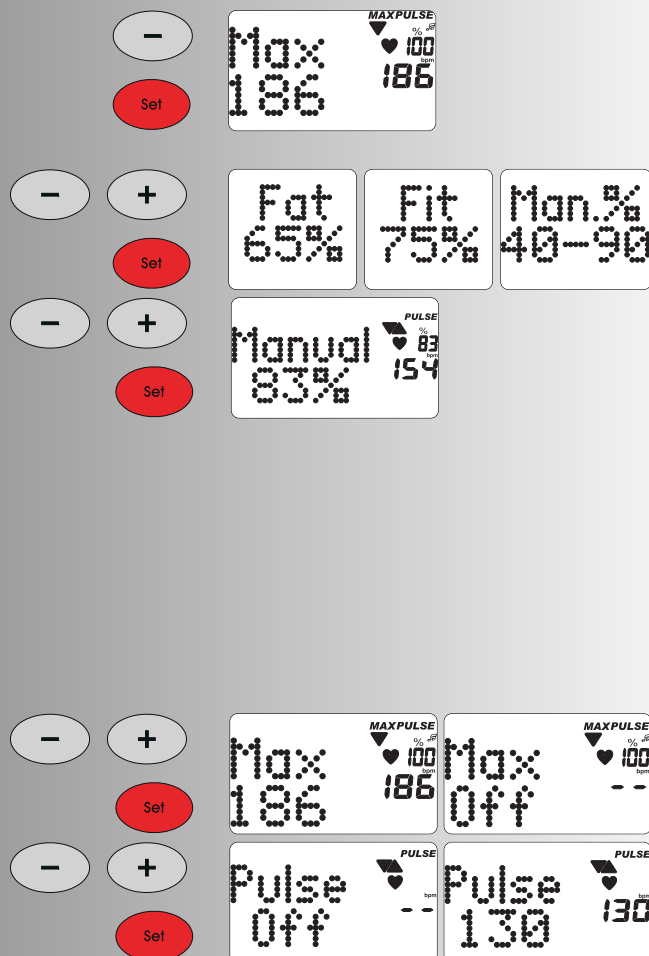 −
Set
MAXPULSE
Max
186
% 100
bpm
186
− +
Set
Fat
65%
Fit
75%
Man.%
40-90
− +
Set
PULSE
Manual
83%
% 83
bpm
154
− +
Set
MAXPULSE
Max
186
% 100
bpm
186
MAXPULSE
Max
Off
% 100
bpm
--
− +
Set
PULSE
Pulse
Off
bpm
--
PULSE
Pulse
130
bpm
130